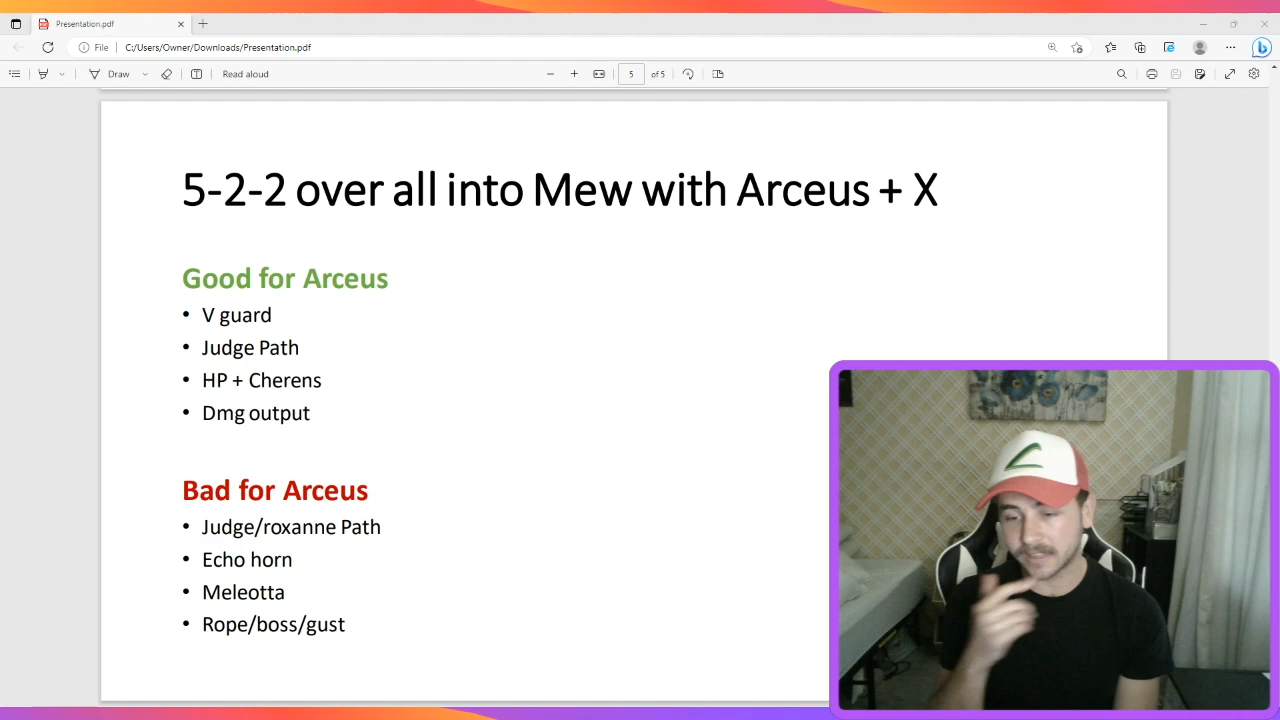 Presentation.pdf
File C:/Users/Owner/Downloads/Presentation.pdf
Draw Read aloud 5 of 5
5-2-2 over all into Mew with Arceus + X
Good for Arceus
• V guard
• Judge Path
• HP + Cherens
• Dmg output
Bad for Arceus
• Judge/roxanne Path
• Echo horn
• Meleotta
• Rope/boss/gust